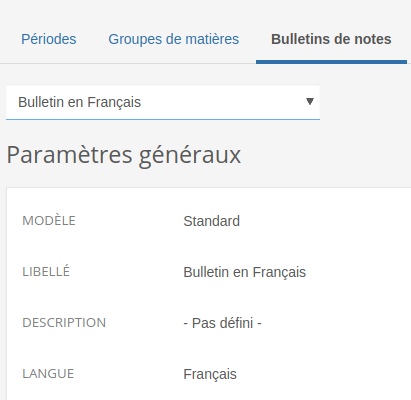 Périodes Groupes de matières Bulletins de notes
Bulletin en Français
Paramètres généraux
MODÈLE Standard
LIBELLÉ Bulletin en Français
DESCRIPTION - Pas défini -
LANGUE Français